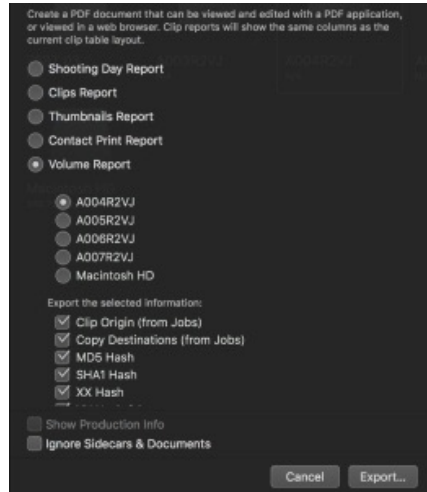 Create a PDF document that can be viewed and edited with a PDF application,
or viewed in a web browser. Clip reports will show the same columns as the
current clip table layout.
Shooting Day Report
Clips Report
Thumbnails Report
Contact Print Report
Volume Report
A004R2VJ
A005R2VJ
A006R2VJ
A007R2VJ
Macintosh HD
Export the selected information:
Clip Origin (from Jobs)
Copy Destinations (from Jobs)
MD5 Hash
SHA1 Hash
XX Hash
Show Production Info
Ignore Sidecars & Documents
Cancel
Export...